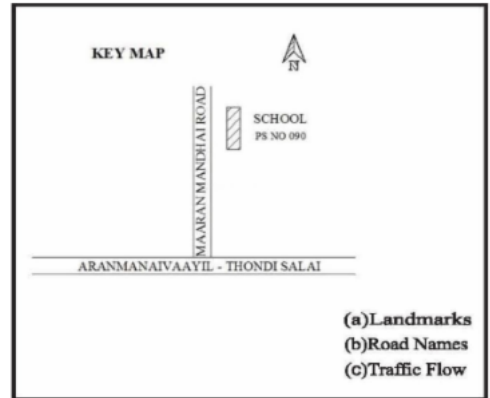 KEY MAP
N
SCHOOL
PS NO 090
MAARAN MANDHAI ROAD
ARANMANAIVAAYIL - THONDI SALAI
(a)Landmarks
(b)Road Names
(c)Traffic Flow